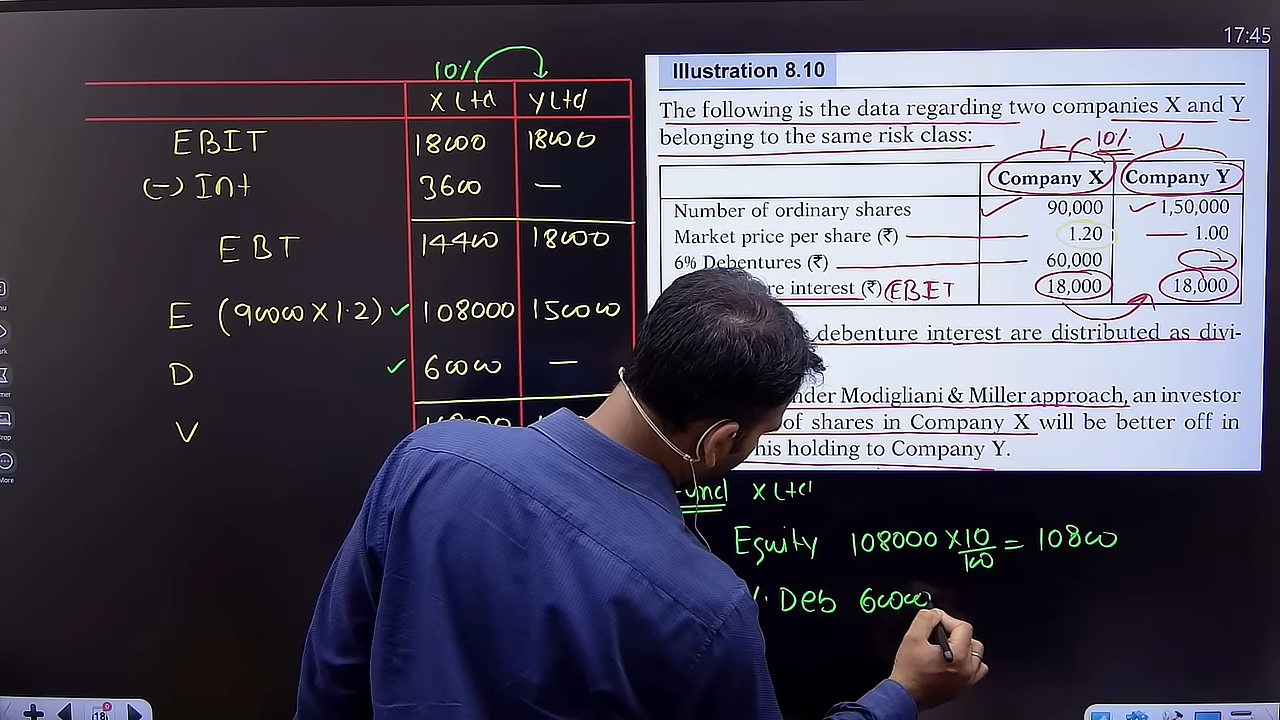 17:45
10%
X Ltd Y Ltd
EBIT 18000 18000
(-) Int 3600 —
EBT 14400 18000
E (90000 X 1.2) ✓ 108000 150000
D ✓ 60000 —
V
Illustration 8.10
The following is the data regarding two companies X and Y
belonging to the same risk class:
L 10% U
Company X Company Y
Number of ordinary shares 90,000 1,50,000
Market price per share (₹) 1.20 1.00
6% Debentures (₹) 60,000 —
re interest (₹) EBIT 18,000 18,000
debenture interest are distributed as divi-
nder Modigliani & Miller approach, an investor
of shares in Company X will be better off in
his holding to Company Y.
X Ltd
Equity 108000 X 10/100 = 10800
Deb 60000